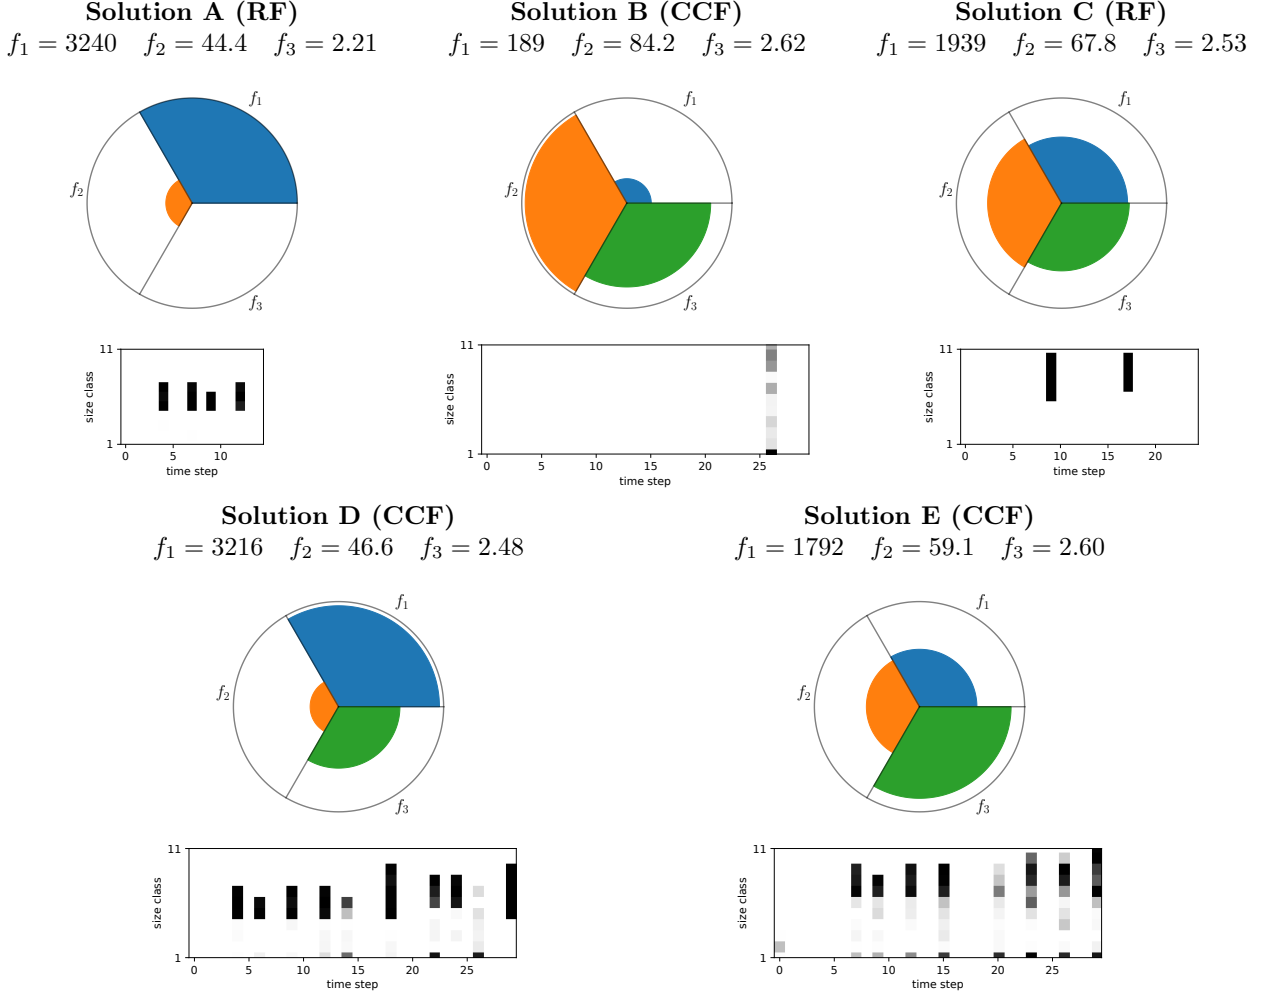 Solution A (RF)
f₁ = 3240 f₂ = 44.4 f₃ = 2.21
f₁
f₂
f₃
11
size class
1
0 5 10
time step
Solution B (CCF)
f₁ = 189 f₂ = 84.2 f₃ = 2.62
f₁
f₂
f₃
11
size class
1
0 5 10 15 20 25
time step
Solution C (RF)
f₁ = 1939 f₂ = 67.8 f₃ = 2.53
f₁
f₂
f₃
11
size class
1
0 5 10 15 20
time step
Solution D (CCF)
f₁ = 3216 f₂ = 46.6 f₃ = 2.48
f₁
f₂
f₃
11
size class
1
0 5 10 15 20 25
time step
Solution E (CCF)
f₁ = 1792 f₂ = 59.1 f₃ = 2.60
f₁
f₂
f₃
11
size class
1
0 5 10 15 20 25
time step